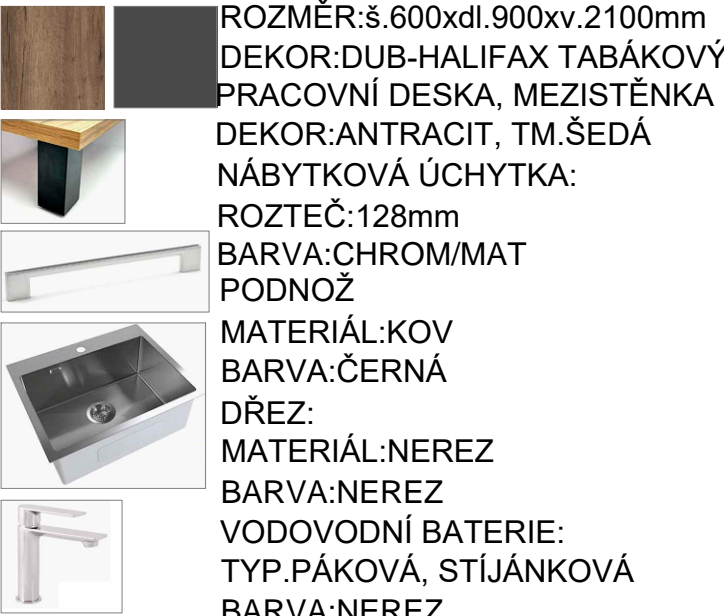 ROZMĚR:š.600xdl.900xv.2100mm
DEKOR:DUB-HALIFAX TABÁKOVÝ
PRACOVNÍ DESKA, MEZISTĚNKA
DEKOR:ANTRACIT, TM.ŠEDÁ
NÁBYTKOVÁ ÚCHYTKA:
ROZTEČ:128mm
BARVA:CHROM/MAT
PODNOŽ
MATERIÁL:KOV
BARVA:ČERNÁ
DŘEZ:
MATERIÁL:NEREZ
BARVA:NEREZ
VODOVODNÍ BATERIE:
TYP.PÁKOVÁ, STÍJÁNKOVÁ
BARVA:NEREZ